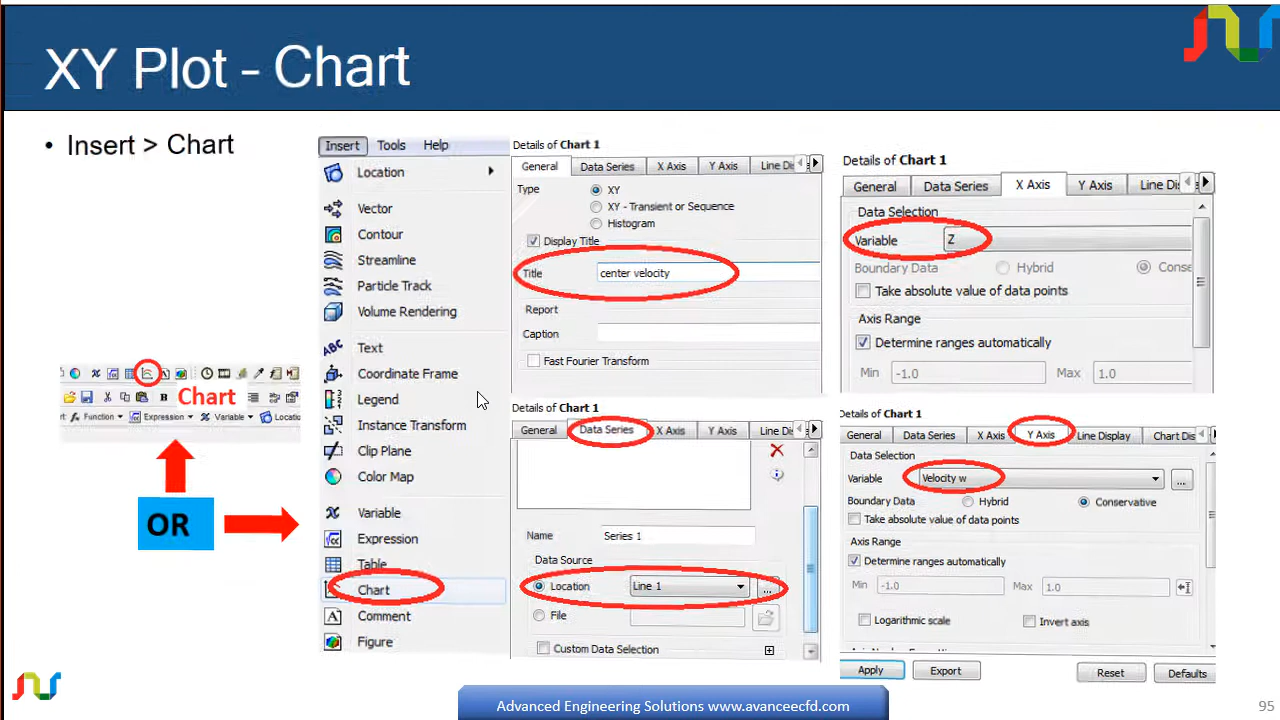 XY Plot - Chart
• Insert > Chart
Chart
Function
Expression
Variable
OR
Insert Tools Help
Location
Vector
Contour
Streamline
Particle Track
Volume Rendering
Text
Coordinate Frame
Legend
Instance Transform
Clip Plane
Color Map
Variable
Expression
Table
Chart
Comment
Figure
Details of Chart 1
General Data Series X Axis Y Axis
Type XY
XY - Transient or Sequence
Histogram
Display Title
Title center velocity
Report
Caption
Fast Fourier Transform
Details of Chart 1
General Data Series X Axis Y Axis
Name Series 1
Data Source
Location Line 1 ...
File
Custom Data Selection
Details of Chart 1
General Data Series X Axis Y Axis
Data Selection
Variable Z
Boundary Data Hybrid
Take absolute value of data points
Axis Range
Determine ranges automatically
Min -1.0 Max 1.0
Details of Chart 1
General Data Series X Axis Y Axis Line Display
Data Selection
Variable Velocity w ...
Boundary Data Hybrid Conservative
Take absolute value of data points
Axis Range
Determine ranges automatically
Min -1.0 Max 1.0
Logarithmic scale Invert axis
Apply Export Reset Defaults
Advanced Engineering Solutions www.avanceecfd.com
95